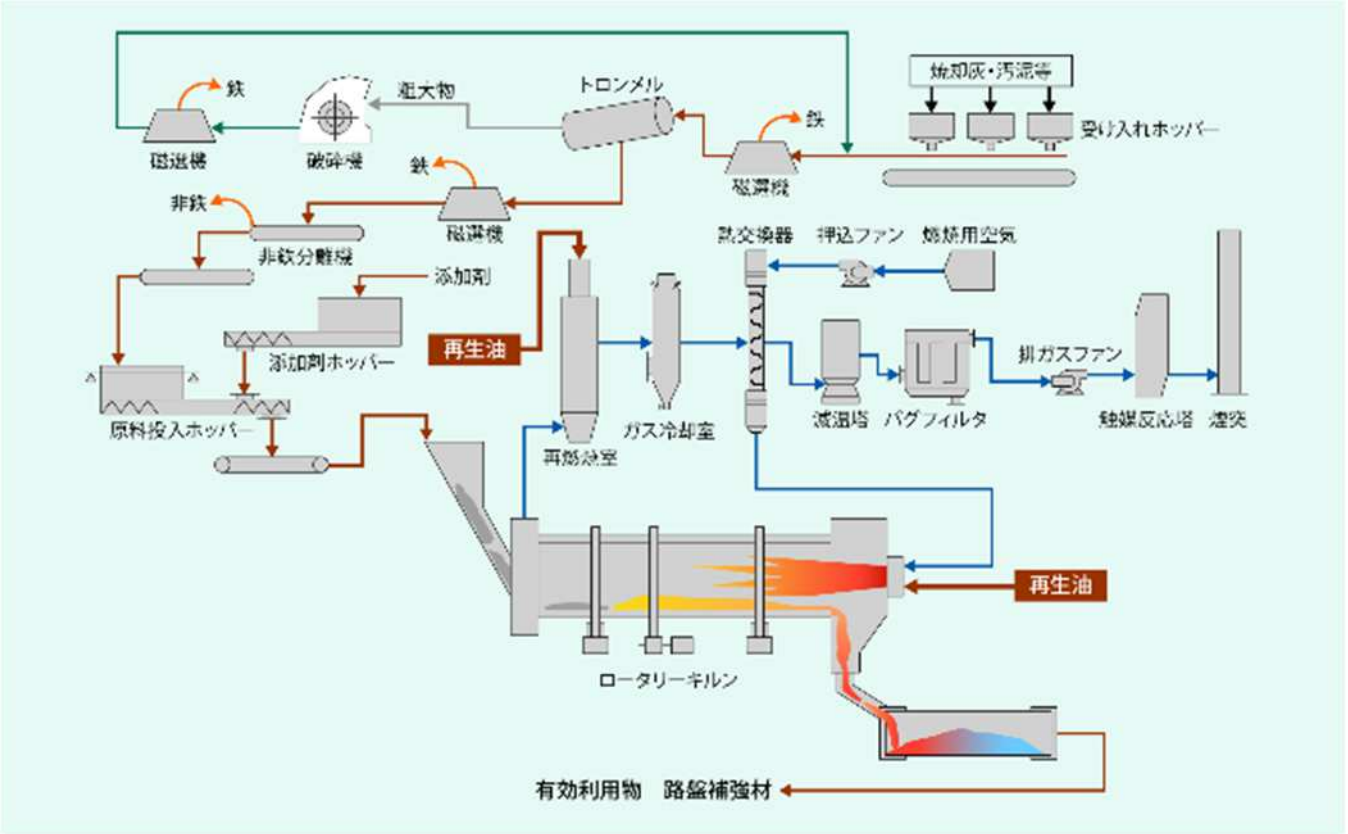 焼却灰・汚泥等
受け入れホッパー
鉄
粗大物
トロンメル
鉄
磁選機
破砕機
磁選機
鉄
非鉄
磁選機
非鉄分離機
熱交換器
押込ファン
燃焼用空気
添加剤
再生油
添加剤ホッパー
排ガスファン
原料投入ホッパー
再燃焼室
ガス冷却室
減温塔
バグフィルタ
触媒反応塔
煙突
再生油
ロータリーキルン
有効利用物　路盤補強材